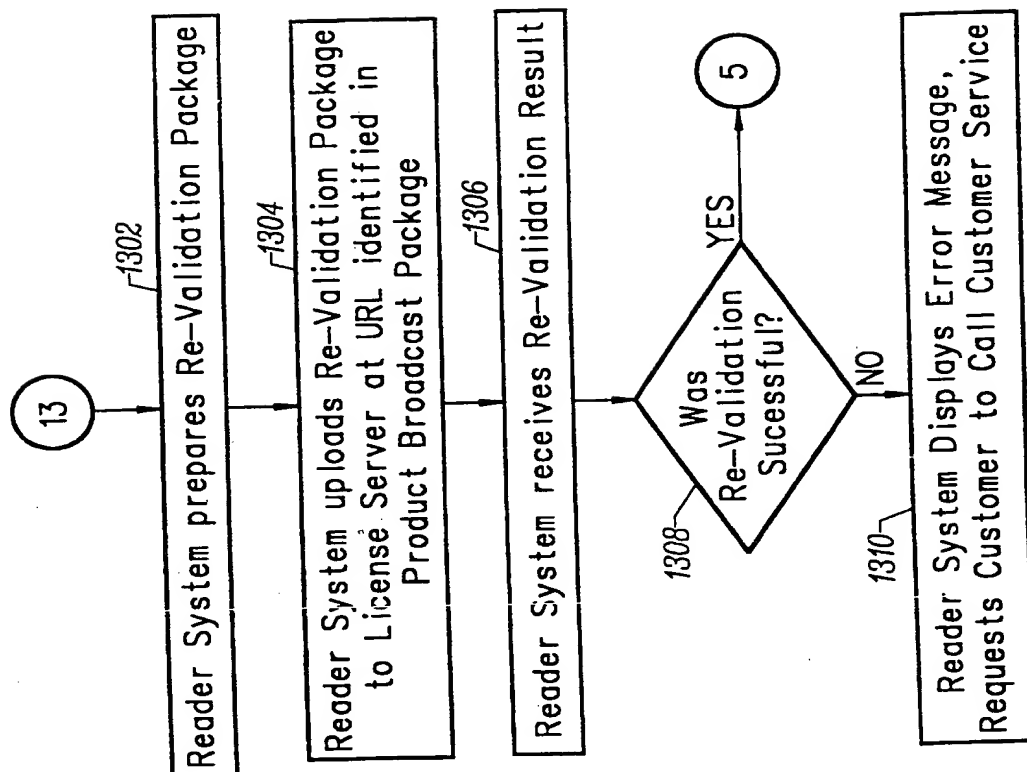 13
1302
Reader System prepares Re-Validation Package
1304
Reader System uploads Re-Validation Package
to License Server at URL identified in
Product Broadcast Package
1306
Reader System receives Re-Validation Result
1308
Was
Re-Validation
Sucessful?
YES
5
NO
1310
Reader System Displays Error Message,
Requests Customer to Call Customer Service